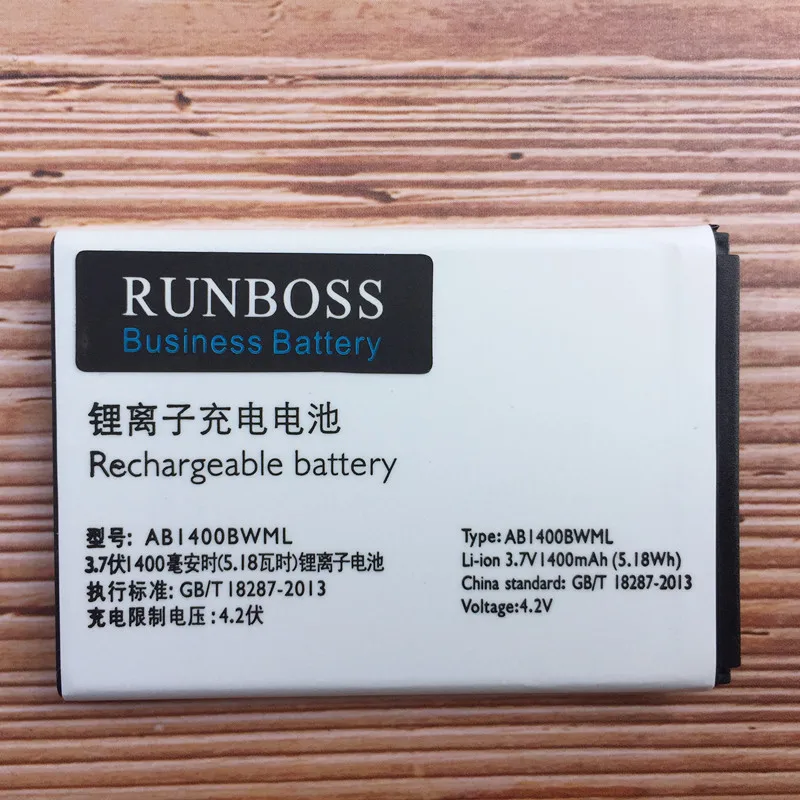 RUNBOSS
Business Battery
锂离子充电电池
Rechargeable battery
型号: AB1400BWML
3.7伏1400毫安时(5.18瓦时)锂离子电池
执行标准: GB/T 18287-2013
充电限制电压: 4.2伏
Type: AB1400BWML
Li-ion 3.7V1400mAh (5.18Wh)
China standard: GB/T 18287-2013
Voltage:4.2V